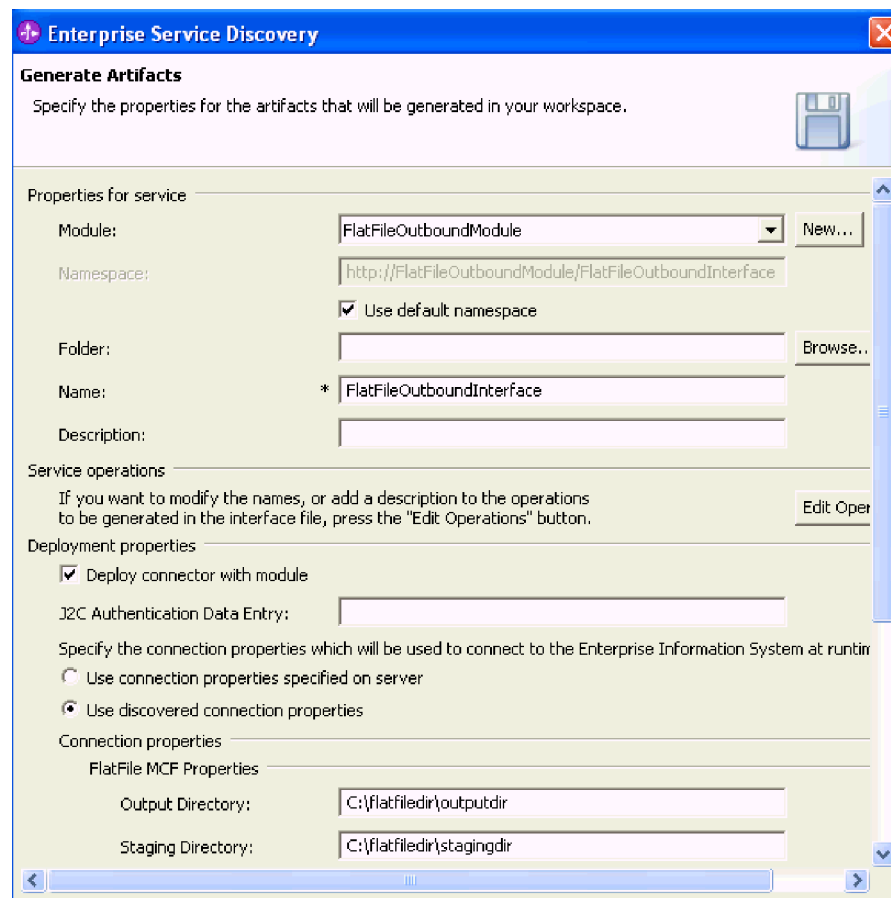 Enterprise Service Discovery
Generate Artifacts
Specify the properties for the artifacts that will be generated in your workspace.
Properties for service
Module: FlatFileOutboundModule New...
Namespace: http://FlatFileOutboundModule/FlatFileOutboundInterface
Use default namespace
Folder: Browse..
Name: * FlatFileOutboundInterface
Description:
Service operations
If you want to modify the names, or add a description to the operations
to be generated in the interface file, press the "Edit Operations" button. Edit Oper
Deployment properties
Deploy connector with module
J2C Authentication Data Entry:
Specify the connection properties which will be used to connect to the Enterprise Information System at runtim
Use connection properties specified on server
Use discovered connection properties
Connection properties
FlatFile MCF Properties
Output Directory: C:\flatfiledir\outputdir
Staging Directory: C:\flatfiledir\stagingdir